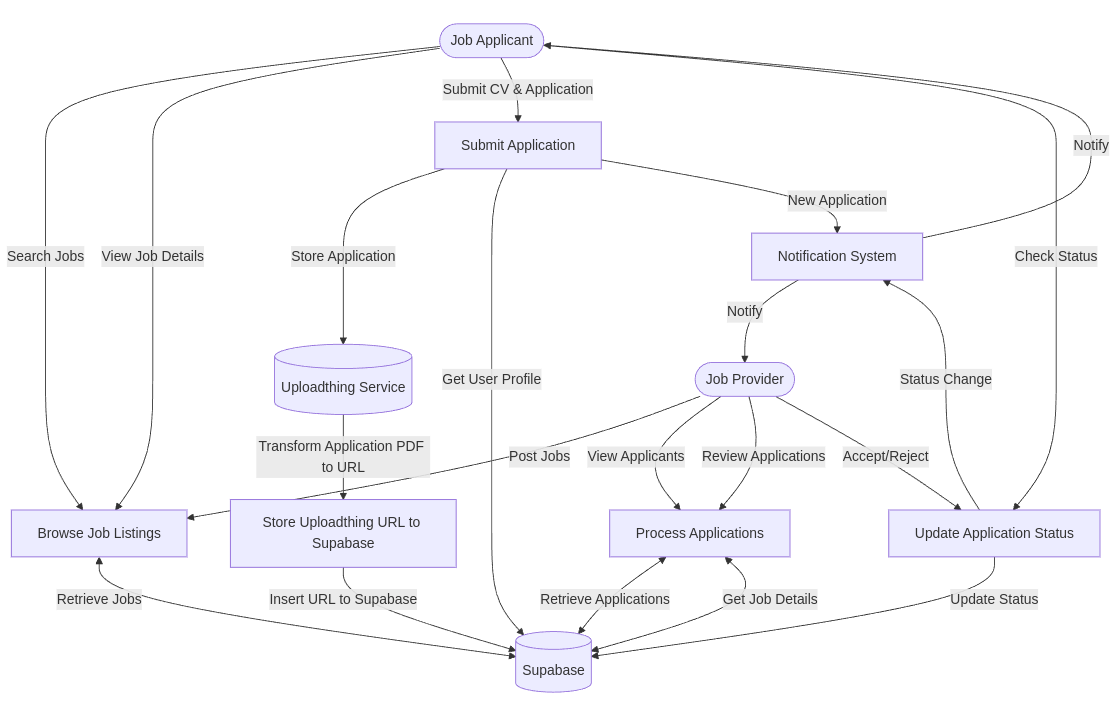 Job Applicant
Submit CV & Application
Submit Application
Notify
New Application
Search Jobs
View Job Details
Store Application
Notification System
Check Status
Notify
Uploadthing Service
Get User Profile
Job Provider
Status Change
Transform Application PDF
to URL
Post Jobs
View Applicants
Review Applications
Accept/Reject
Browse Job Listings
Store Uploadthing URL to
Supabase
Process Applications
Update Application Status
Retrieve Jobs
Insert URL to Supabase
Retrieve Applications
Get Job Details
Update Status
Supabase